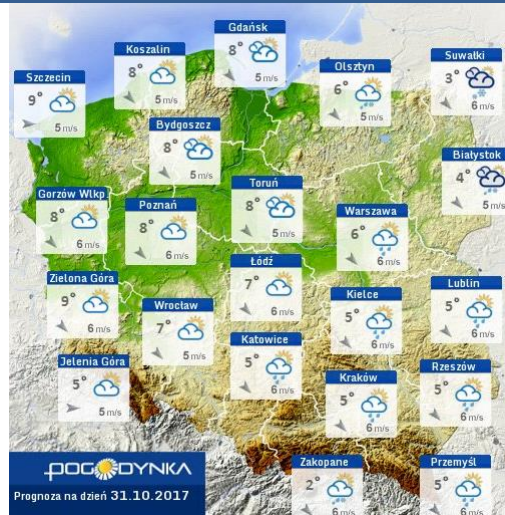 Gdańsk
8°
5 m/s
Koszalin
8°
5 m/s
Suwałki
3°
6 m/s
Olsztyn
6°
5 m/s
Szczecin
9°
5 m/s
Bydgoszcz
8°
5 m/s
Białystok
4°
5 m/s
Toruń
8°
5 m/s
Gorzów Wlkp.
8°
6 m/s
Poznań
8°
6 m/s
Warszawa
6°
6 m/s
Łódź
7°
6 m/s
Zielona Góra
9°
6 m/s
Lublin
5°
6 m/s
Kielce
5°
6 m/s
Wrocław
7°
5 m/s
Katowice
5°
6 m/s
Jelenia Góra
5°
5 m/s
Rzeszów
5°
6 m/s
Kraków
5°
6 m/s
Zakopane
2°
6 m/s
Przemyśl
5°
6 m/s
POGODYNKA
Prognoza na dzień 31.10.2017